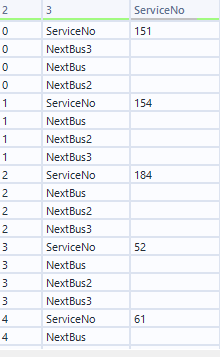 2 3 ServiceNo
0 ServiceNo 151
0 NextBus3
0 NextBus
0 NextBus2
1 ServiceNo 154
1 NextBus
1 NextBus2
1 NextBus3
2 ServiceNo 184
2 NextBus
2 NextBus2
2 NextBus3
3 ServiceNo 52
3 NextBus
3 NextBus2
3 NextBus3
4 ServiceNo 61
4 NextBus